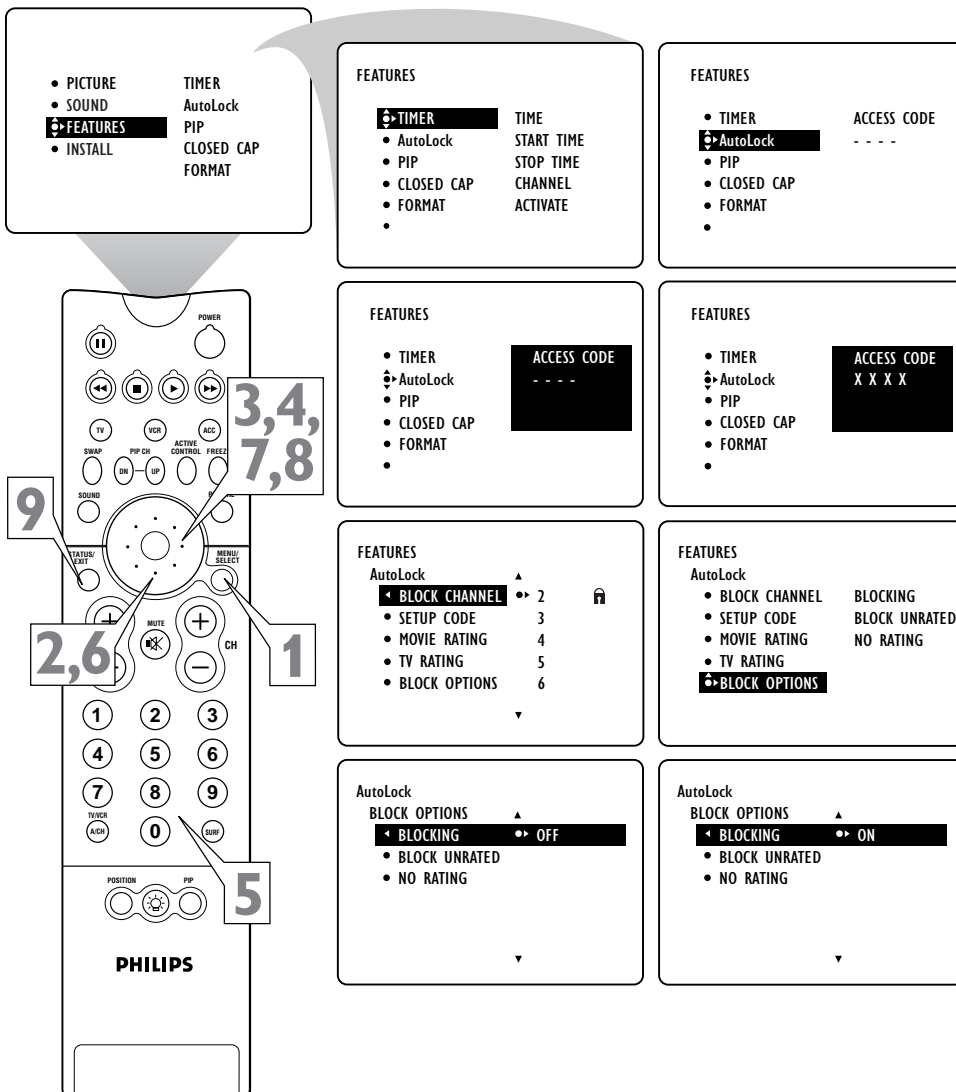 PICTURE TIMER
SOUND AutoLock
FEATURES PIP
INSTALL CLOSED CAP
FORMAT
FEATURES
TIMER TIME
AutoLock START TIME
PIP STOP TIME
CLOSED CAP CHANNEL
FORMAT ACTIVATE
FEATURES
TIMER ACCESS CODE
AutoLock - - - -
PIP
CLOSED CAP
FORMAT
FEATURES
TIMER ACCESS CODE
AutoLock - - - -
PIP
CLOSED CAP
FORMAT
FEATURES
TIMER ACCESS CODE
AutoLock X X X X
PIP
CLOSED CAP
FORMAT
FEATURES
AutoLock
BLOCK CHANNEL 2
SETUP CODE 3
MOVIE RATING 4
TV RATING 5
BLOCK OPTIONS 6
FEATURES
AutoLock
BLOCK CHANNEL BLOCKING
SETUP CODE BLOCK UNRATED
MOVIE RATING NO RATING
TV RATING
BLOCK OPTIONS
AutoLock
BLOCK OPTIONS
BLOCKING OFF
BLOCK UNRATED
NO RATING
AutoLock
BLOCK OPTIONS
BLOCKING ON
BLOCK UNRATED
NO RATING
POWER
TV VCR ACC
SWAP PIP CH ACTIVE CONTROL FREEZ
DN UP
SOUND
STATUS/
EXIT
MENU/
SELECT
MUTE
CH
1 2 3
4 5 6
7 8 9
TV/VCR
A/CH 0 SURF
POSITION PIP
PHILIPS
3,4,
7,8
9
2,6
1
5